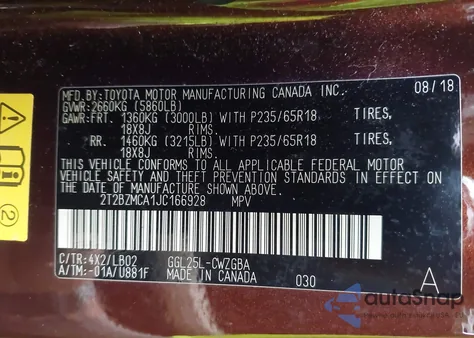 MFD.BY:TOYOTA MOTOR MANUFACTURING CANADA INC. 08/18
GVWR:2660KG (5860LB)
GAWR:FRT. 1360KG (3000LB) WITH P235/65R18 TIRES,
18X8J RIMS.
RR. 1460KG (3215LB) WITH P235/65R18 TIRES,
18X8J RIMS.
THIS VEHICLE CONFORMS TO ALL APPLICABLE FEDERAL MOTOR
VEHICLE SAFETY AND THEFT PREVENTION STANDARDS IN EFFECT
ON THE DATE OF MANUFACTURE SHOWN ABOVE.
2T2BZMCA1JC166928 MPV
C/TR:4X2/LB02 GGL25L-CWZGBA
A/TM:-01A/U881F MADE IN CANADA 030 A
2
autoSnap